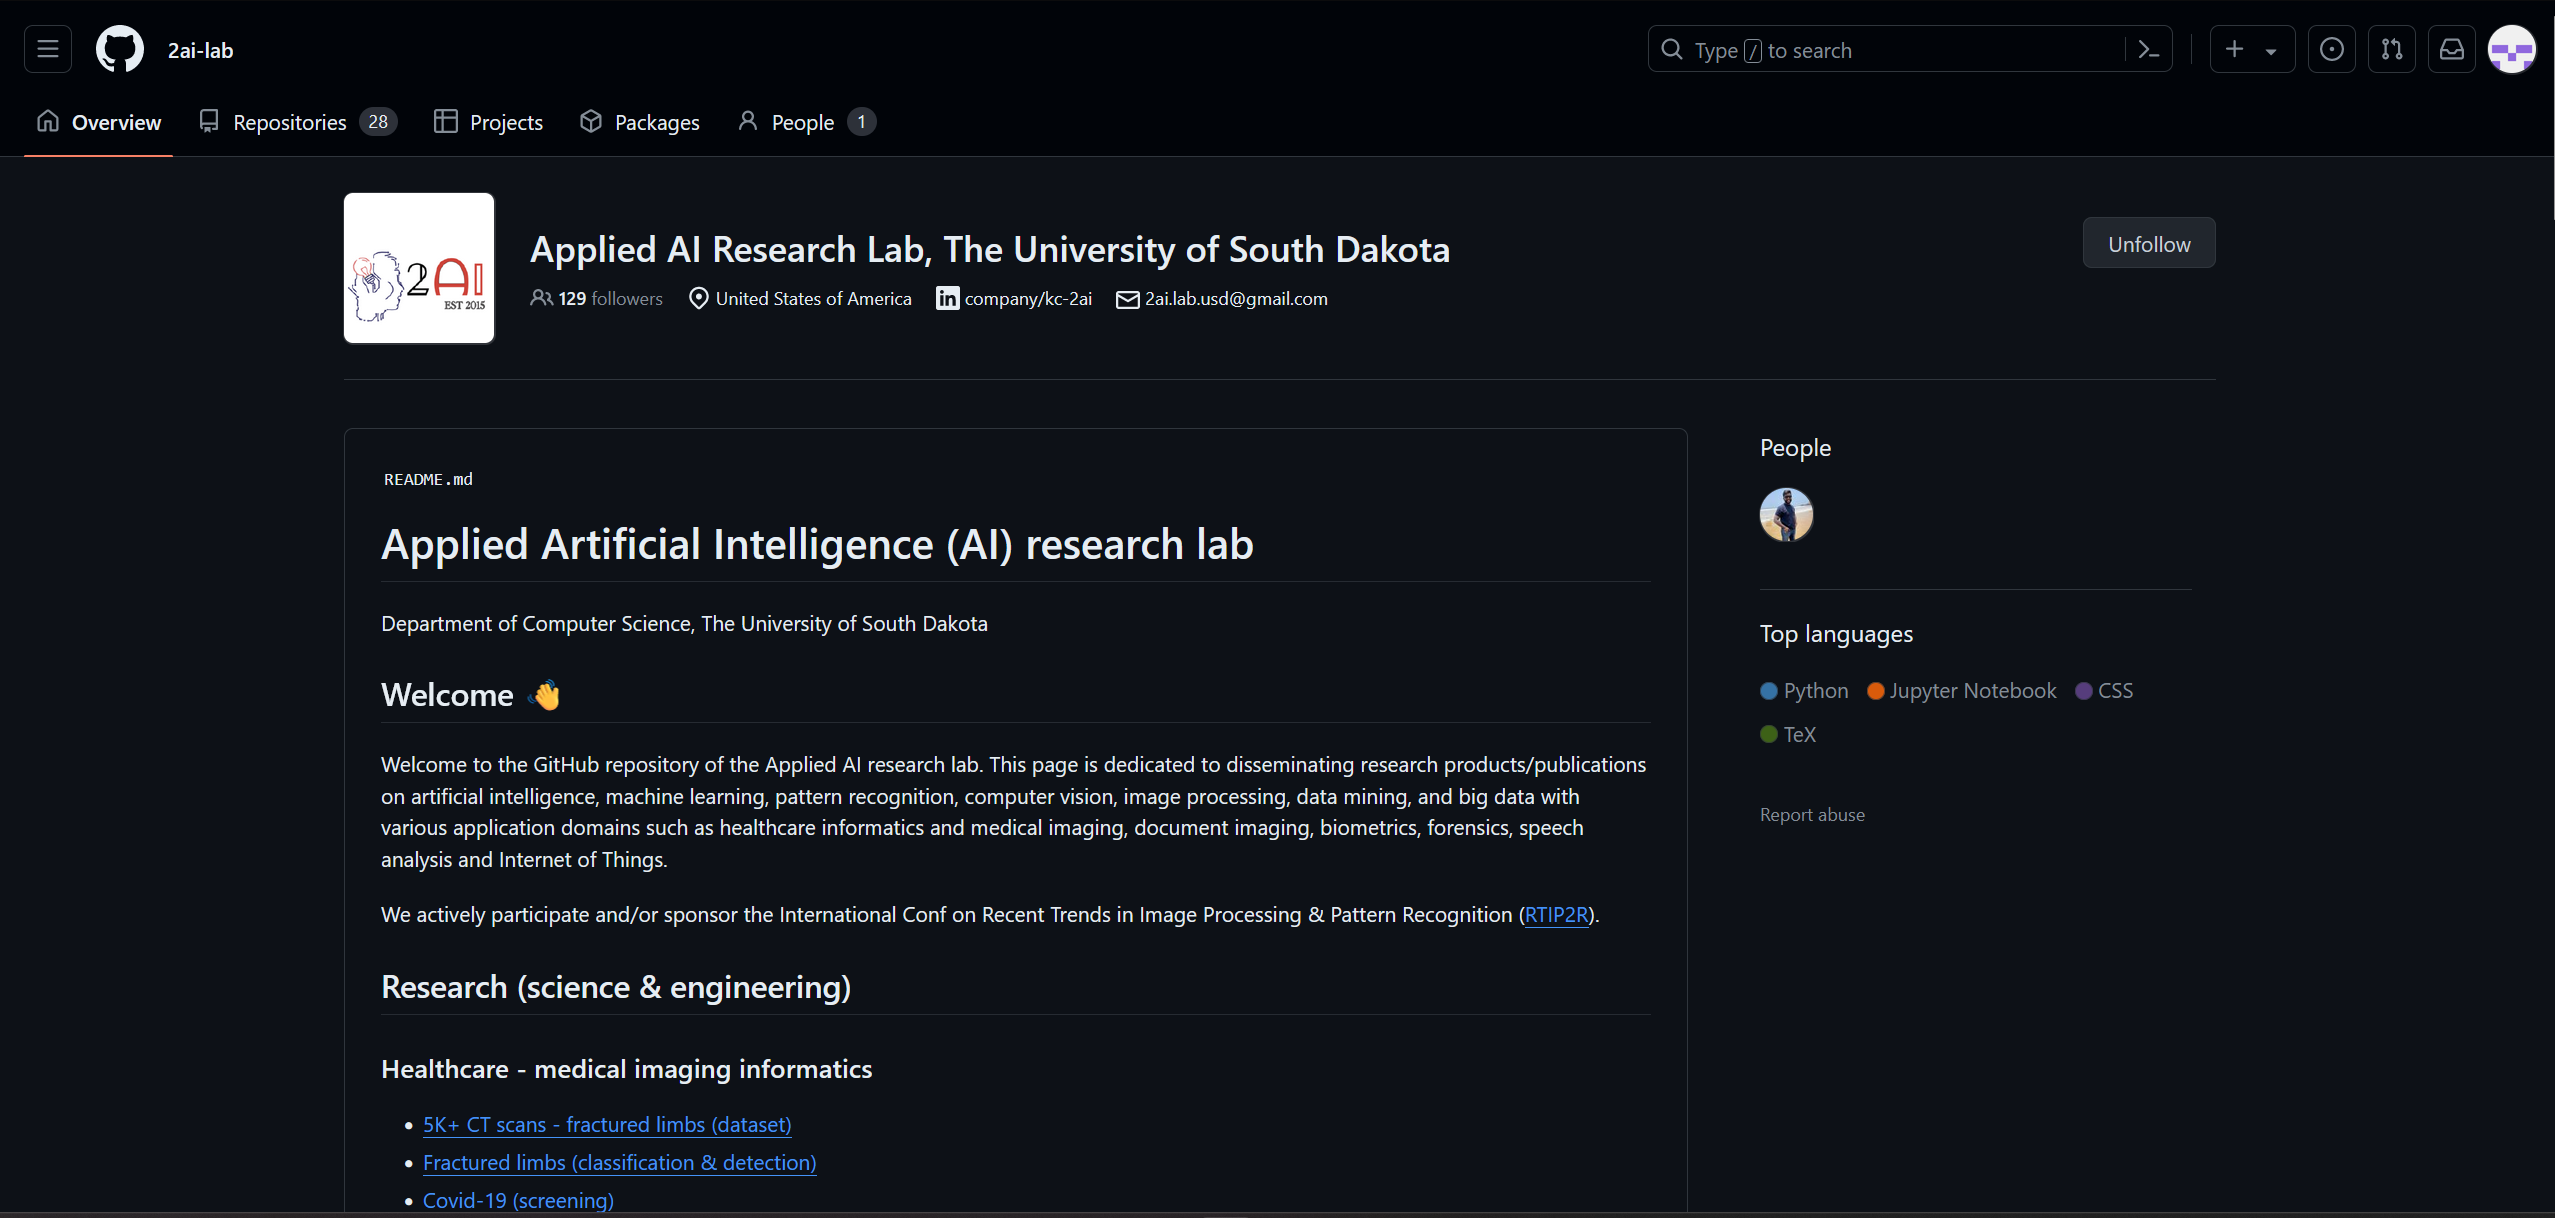 2ai-lab
Type / to search
Overview
Repositories 28
Projects
Packages
People 1
2AI
EST 2015
Applied AI Research Lab, The University of South Dakota
129 followers
United States of America
company/kc-2ai
2ai.lab.usd@gmail.com
Unfollow
README.md
Applied Artificial Intelligence (AI) research lab
Department of Computer Science, The University of South Dakota
Welcome 👋
Welcome to the GitHub repository of the Applied AI research lab. This page is dedicated to disseminating research products/publications
on artificial intelligence, machine learning, pattern recognition, computer vision, image processing, data mining, and big data with
various application domains such as healthcare informatics and medical imaging, document imaging, biometrics, forensics, speech
analysis and Internet of Things.
We actively participate and/or sponsor the International Conf on Recent Trends in Image Processing & Pattern Recognition (RTIP2R).
Research (science & engineering)
Healthcare - medical imaging informatics
• 5K+ CT scans - fractured limbs (dataset)
• Fractured limbs (classification & detection)
• Covid-19 (screening)
People
Top languages
Python
Jupyter Notebook
CSS
TeX
Report abuse